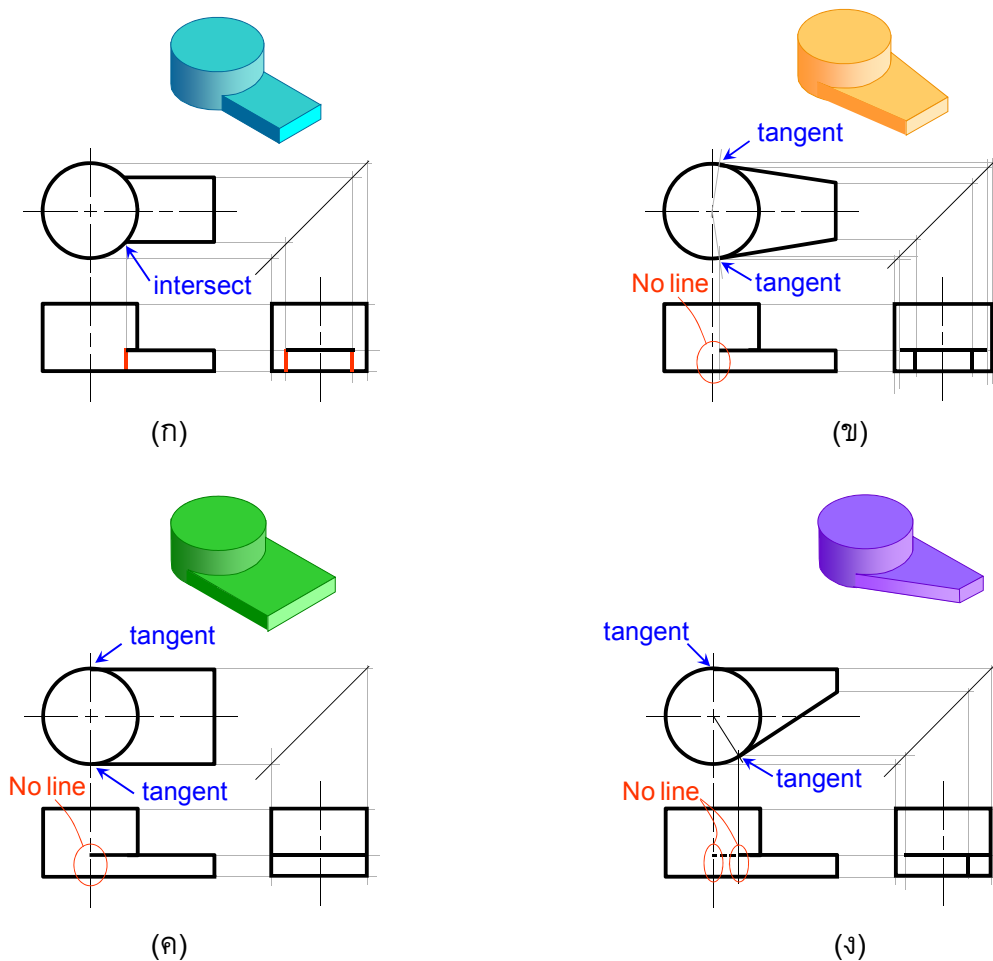 tangent
intersect
tangent
No line
(ก)
(ข)
tangent
tangent
No line
tangent
tangent
No line
(ค)
(ง)